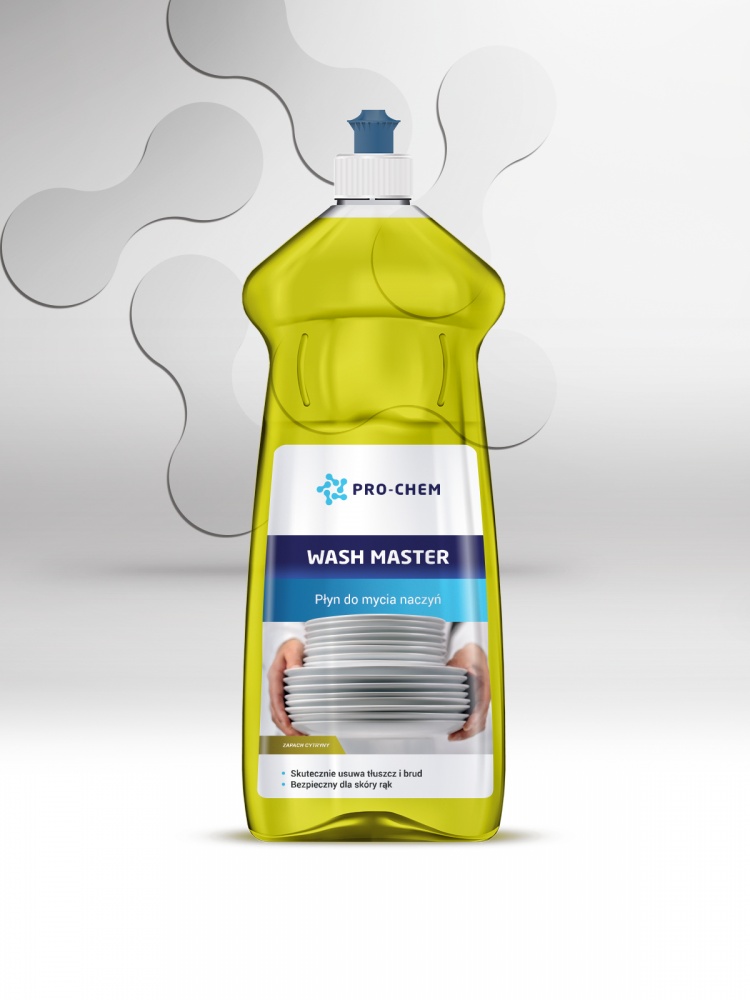 PRO-CHEM
WASH MASTER
Płyn do mycia naczyń
ZAPACH CYTRYNY
• Skutecznie usuwa tłuszcz i brud
• Bezpieczny dla skóry rąk